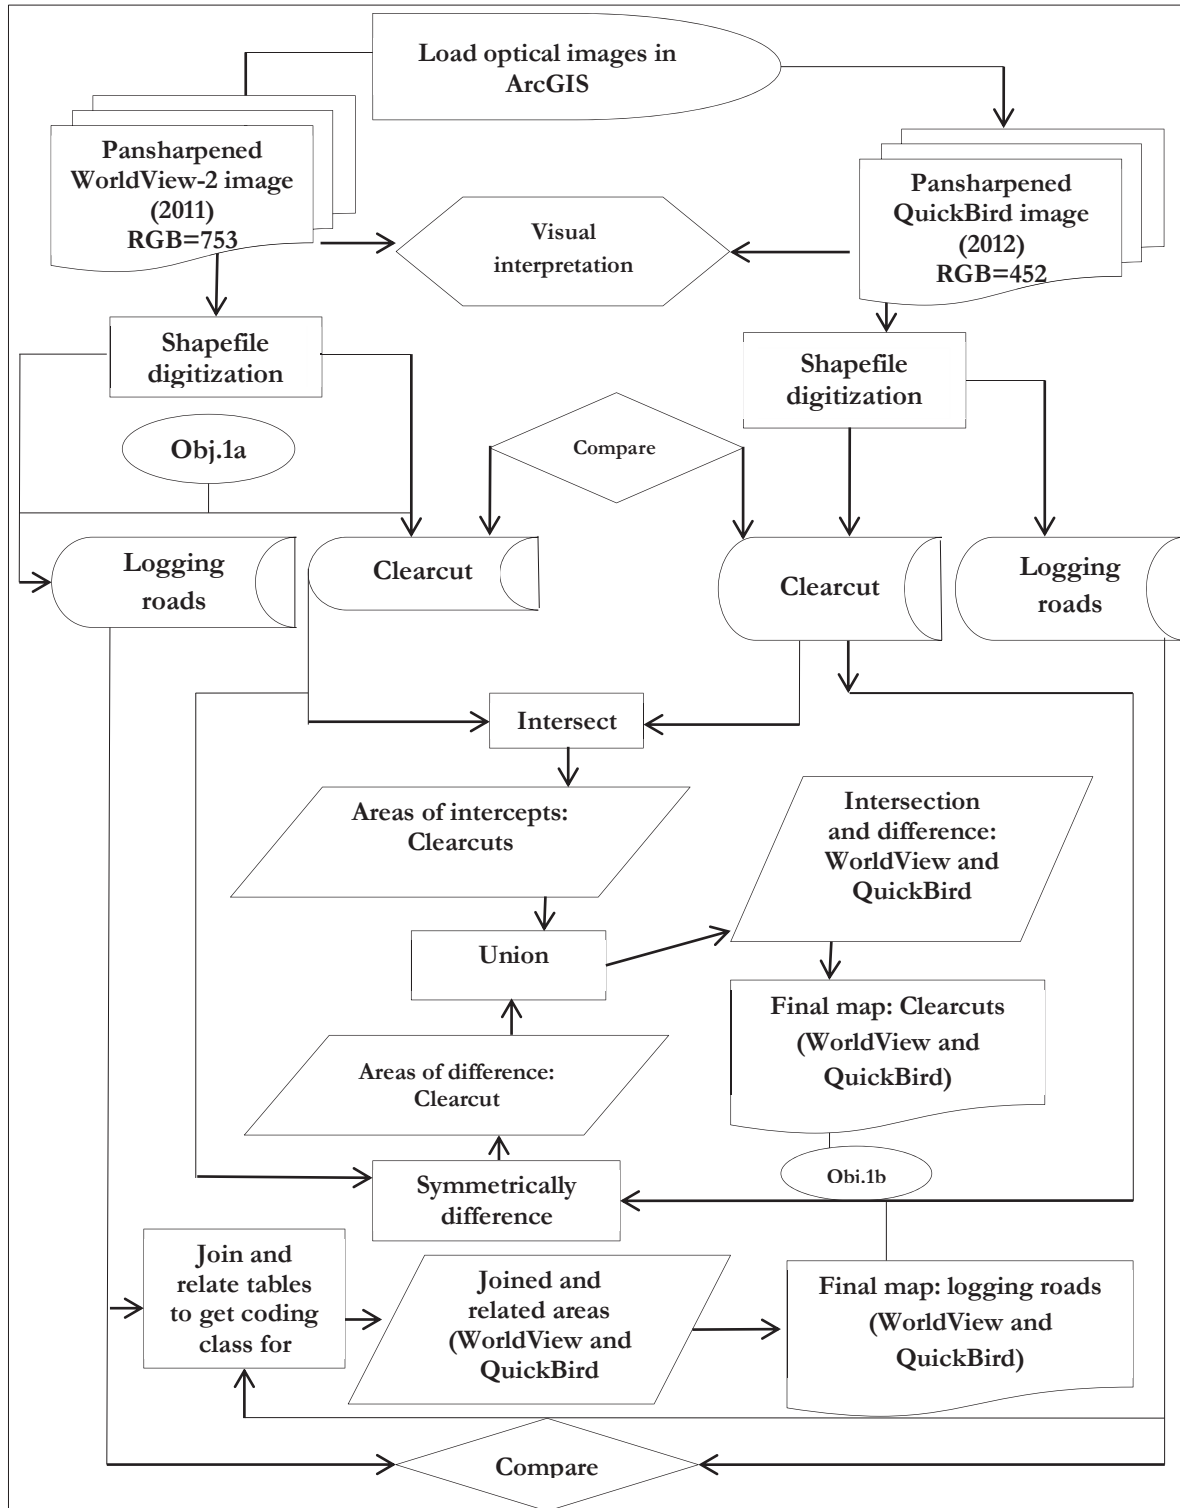 Load optical images in
ArcGIS
Pansharpened
WorldView-2 image
(2011)
RGB=753
Visual
interpretation
Pansharpened
QuickBird image
(2012)
RGB=452
Shapefile
digitization
Shapefile
digitization
Obj.1a
Compare
Logging
roads
Clearcut
Clearcut
Logging
roads
Intersect
Areas of intercepts:
Clearcuts
Intersection
and difference:
WorldView and
QuickBird
Union
Final map: Clearcuts
(WorldView and
QuickBird)
Areas of difference:
Clearcut
Obj.1b
Symmetrically
difference
Join and
relate tables
to get coding
class for
Joined and
related areas
(WorldView and
QuickBird
Final map: logging roads
(WorldView and
QuickBird)
Compare